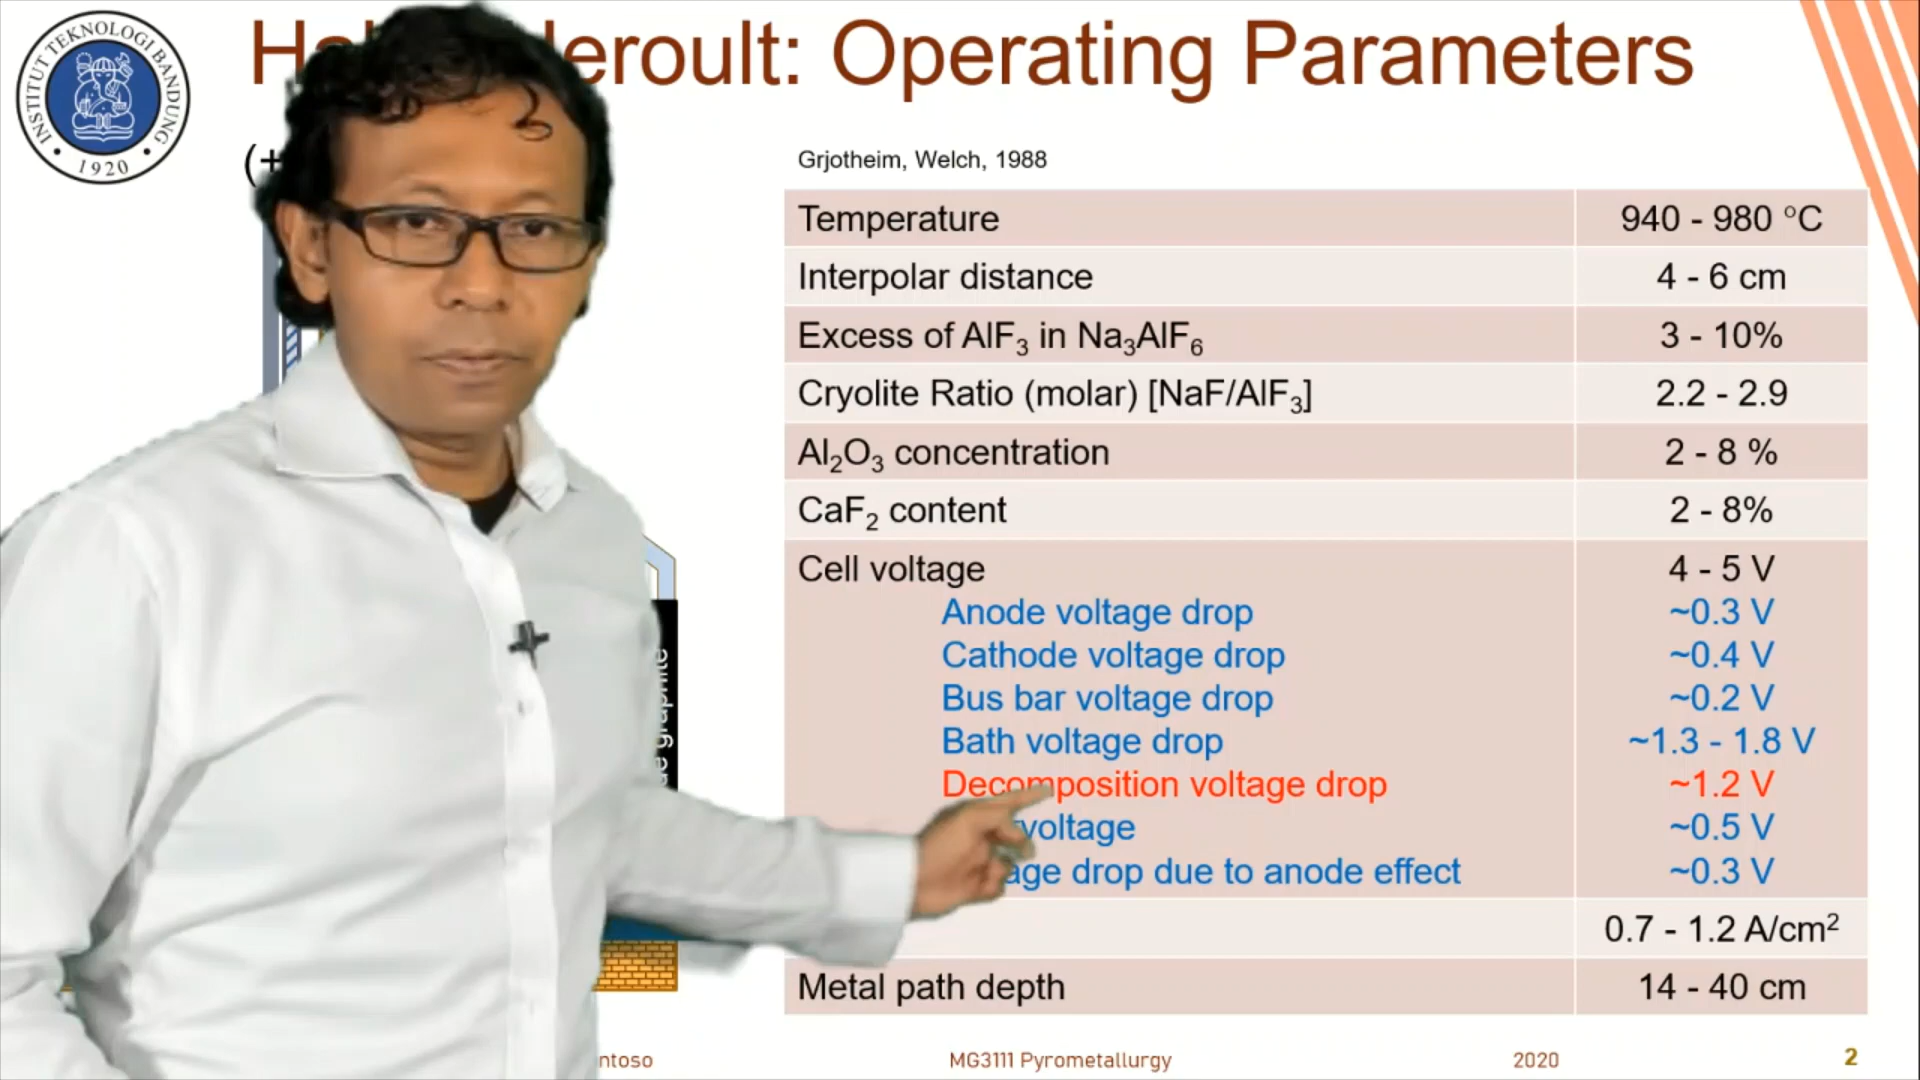 INSTITUT TEKNOLOGI BANDUNG
1920
eroult: Operating Parameters
(+
Grjotheim, Welch, 1988
Temperature 940 - 980 °C
Interpolar distance 4 - 6 cm
Excess of AlF₃ in Na₃AlF₆ 3 - 10%
Cryolite Ratio (molar) [NaF/AlF₃] 2.2 - 2.9
Al₂O₃ concentration 2 - 8 %
CaF₂ content 2 - 8%
Cell voltage 4 - 5 V
Anode voltage drop ~0.3 V
Cathode voltage drop ~0.4 V
Bus bar voltage drop ~0.2 V
Bath voltage drop ~1.3 - 1.8 V
Decomposition voltage drop ~1.2 V
voltage ~0.5 V
age drop due to anode effect ~0.3 V
0.7 - 1.2 A/cm²
Metal path depth 14 - 40 cm
de graphite
ntoso MG3111 Pyrometallurgy 2020 2